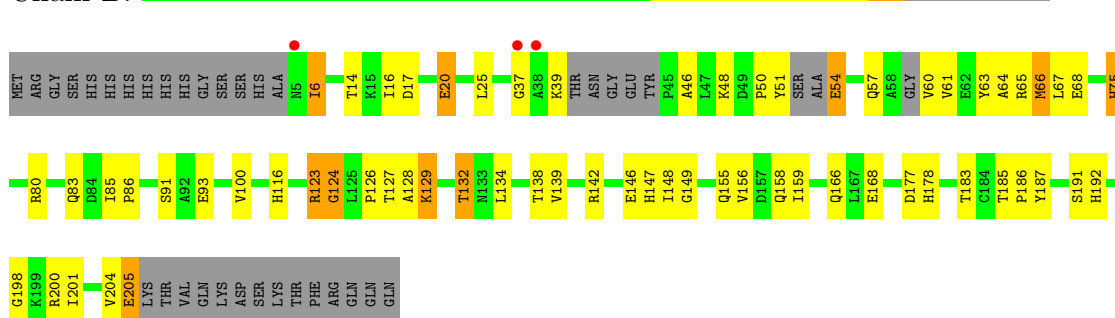 MET ARG GLY SER HIS HIS HIS HIS HIS HIS GLY SER SER HIS ALA N5 I6 T14 K15 I16 D17 E20 L25 G37 A38 K39 THR ASN GLY GLU TYR P45 A46 L47 K48 D49 P50 Y51 SER ALA E54 Q57 A58 GLY V60 V61 E62 Y63 A64 R65 M66 L67 E68 H75
R80 Q83 D84 I85 P86 S91 A92 E93 V100 H116 R123 G124 L125 P126 T127 A128 K129 T132 N133 L134 T138 V139 R142 E146 H147 I148 G149 Q155 V156 D157 Q158 I159 Q166 L167 E168 D177 H178 T183 C184 T185 P186 Y187 S191 H192
G198 K199 R200 I201 V204 E205 LYS THR VAL GLN LYS ASP SER LYS THR PHE ARG GLN GLN GLN